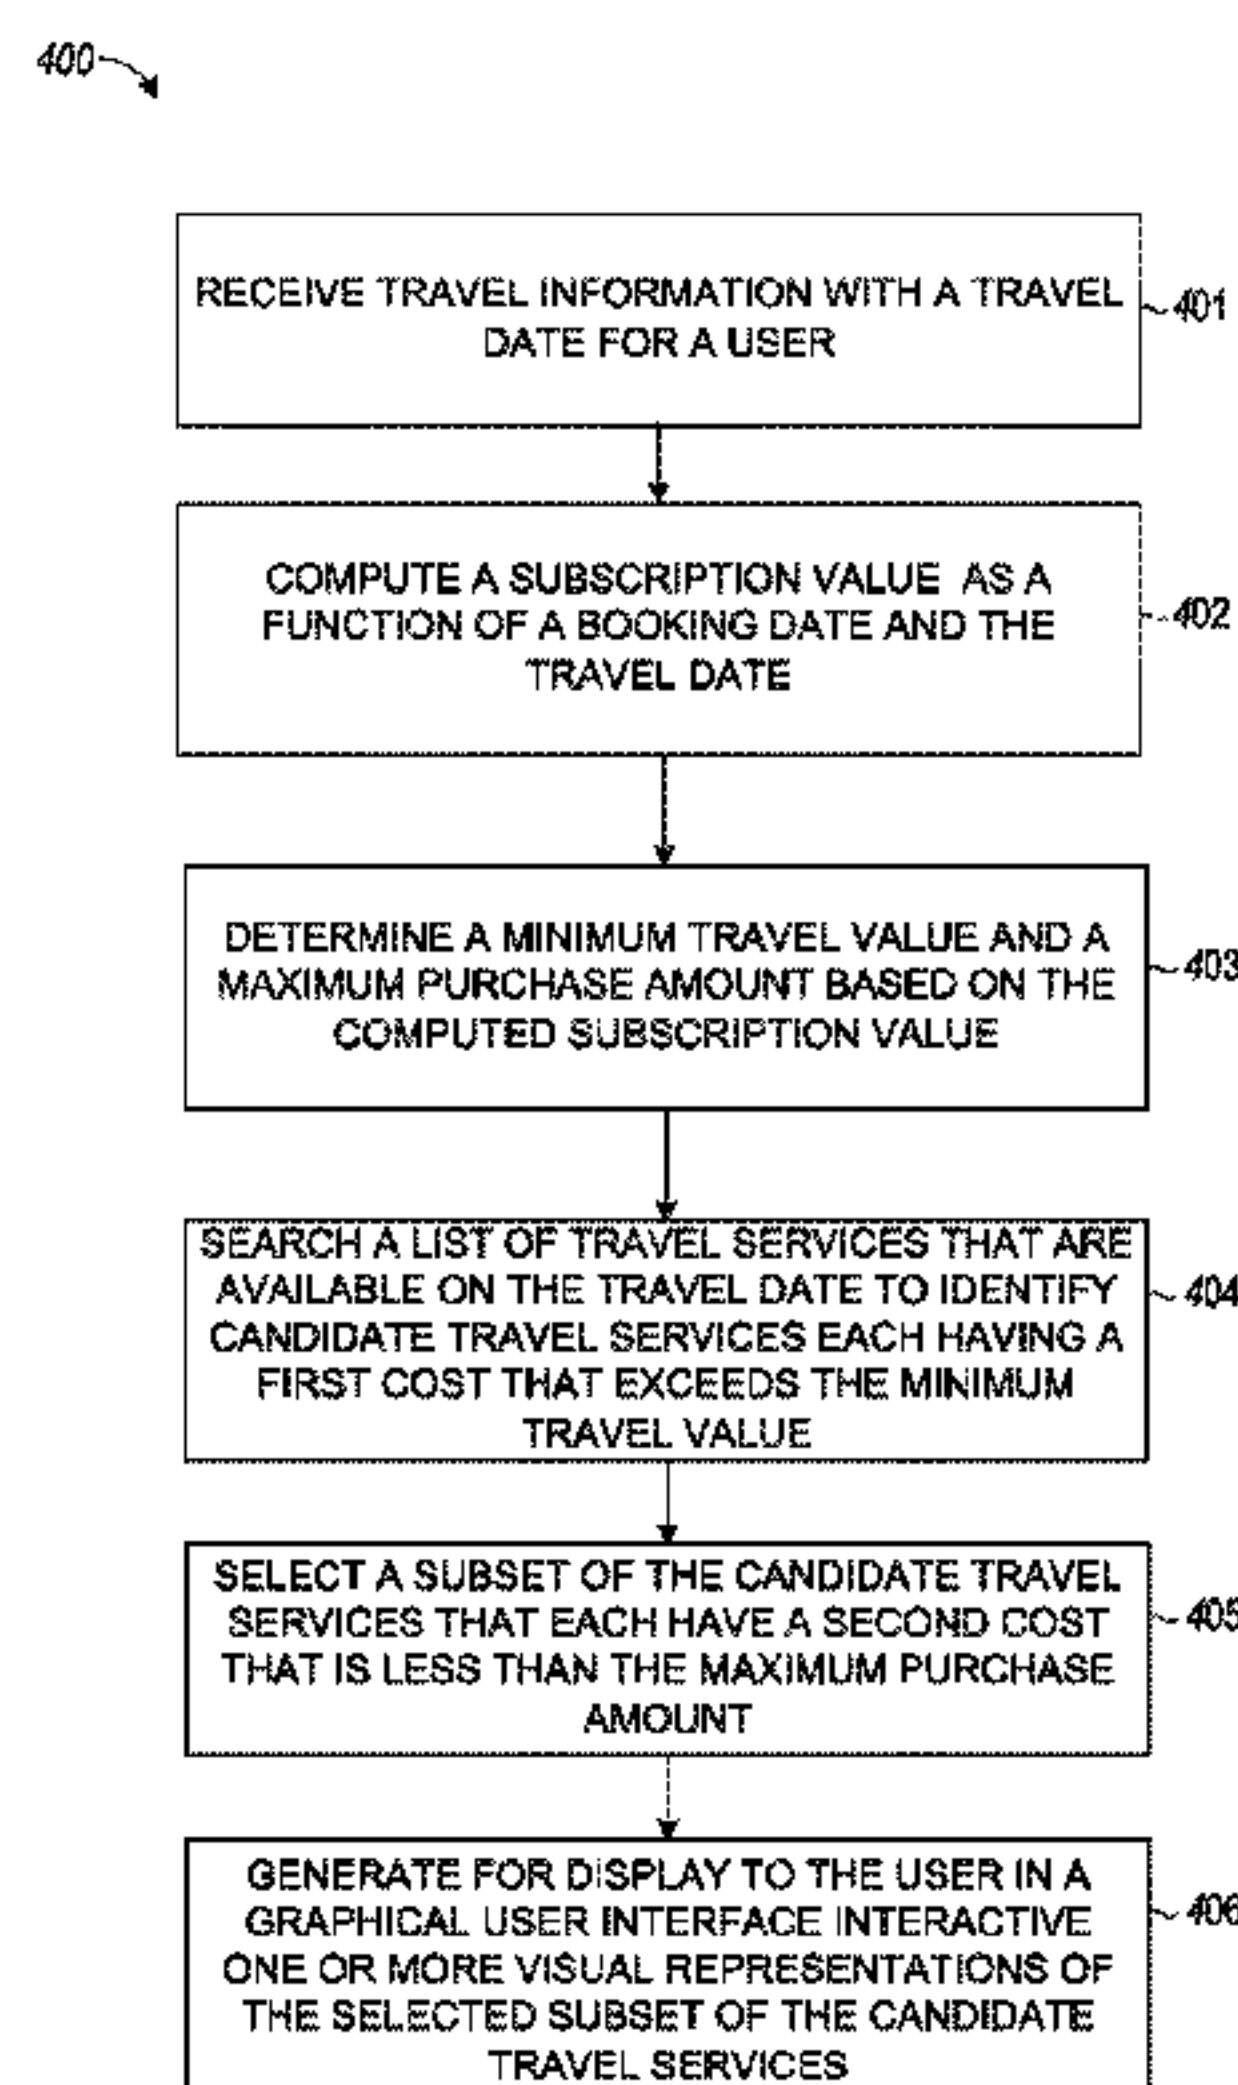 400
RECEIVE TRAVEL INFORMATION WITH A TRAVEL
DATE FOR A USER
401
COMPUTE A SUBSCRIPTION VALUE AS A
FUNCTION OF A BOOKING DATE AND THE
TRAVEL DATE
402
DETERMINE A MINIMUM TRAVEL VALUE AND A
MAXIMUM PURCHASE AMOUNT BASED ON THE
COMPUTED SUBSCRIPTION VALUE
403
SEARCH A LIST OF TRAVEL SERVICES THAT ARE
AVAILABLE ON THE TRAVEL DATE TO IDENTIFY
CANDIDATE TRAVEL SERVICES EACH HAVING A
FIRST COST THAT EXCEEDS THE MINIMUM
TRAVEL VALUE
404
SELECT A SUBSET OF THE CANDIDATE TRAVEL
SERVICES THAT EACH HAVE A SECOND COST
THAT IS LESS THAN THE MAXIMUM PURCHASE
AMOUNT
405
GENERATE FOR DISPLAY TO THE USER IN A
GRAPHICAL USER INTERFACE INTERACTIVE
ONE OR MORE VISUAL REPRESENTATIONS OF
THE SELECTED SUBSET OF THE CANDIDATE
TRAVEL SERVICES
406